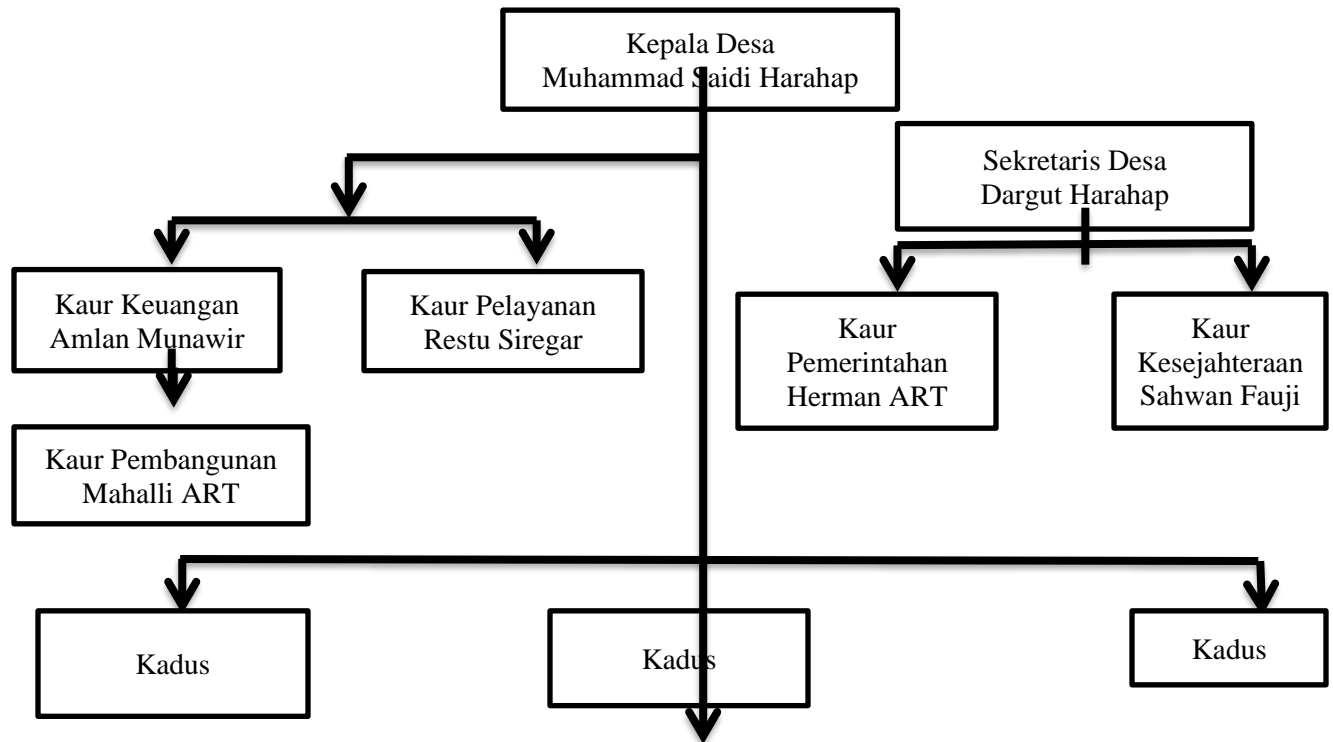 Kepala Desa
Muhammad Saidi Harahap
Sekretaris Desa
Dargut Harahap
Kaur Keuangan
Amlan Munawir
Kaur Pelayanan
Restu Siregar
Kaur
Pemerintahan
Herman ART
Kaur
Kesejahteraan
Sahwan Fauji
Kaur Pembangunan
Mahalli ART
Kadus
Kadus
Kadus